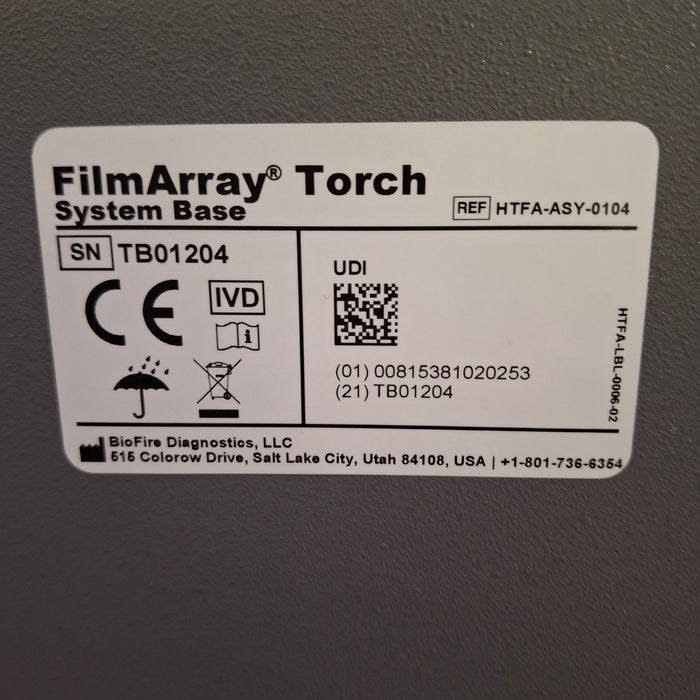 FilmArray® Torch
System Base
REF HTFA-ASY-0104
SN TB01204
CE
IVD
i
UDI
(01) 00815381020253
(21) TB01204
HTFA-LBL-0006-02
BioFire Diagnostics, LLC
515 Colorow Drive, Salt Lake City, Utah 84108, USA | +1-801-736-6354